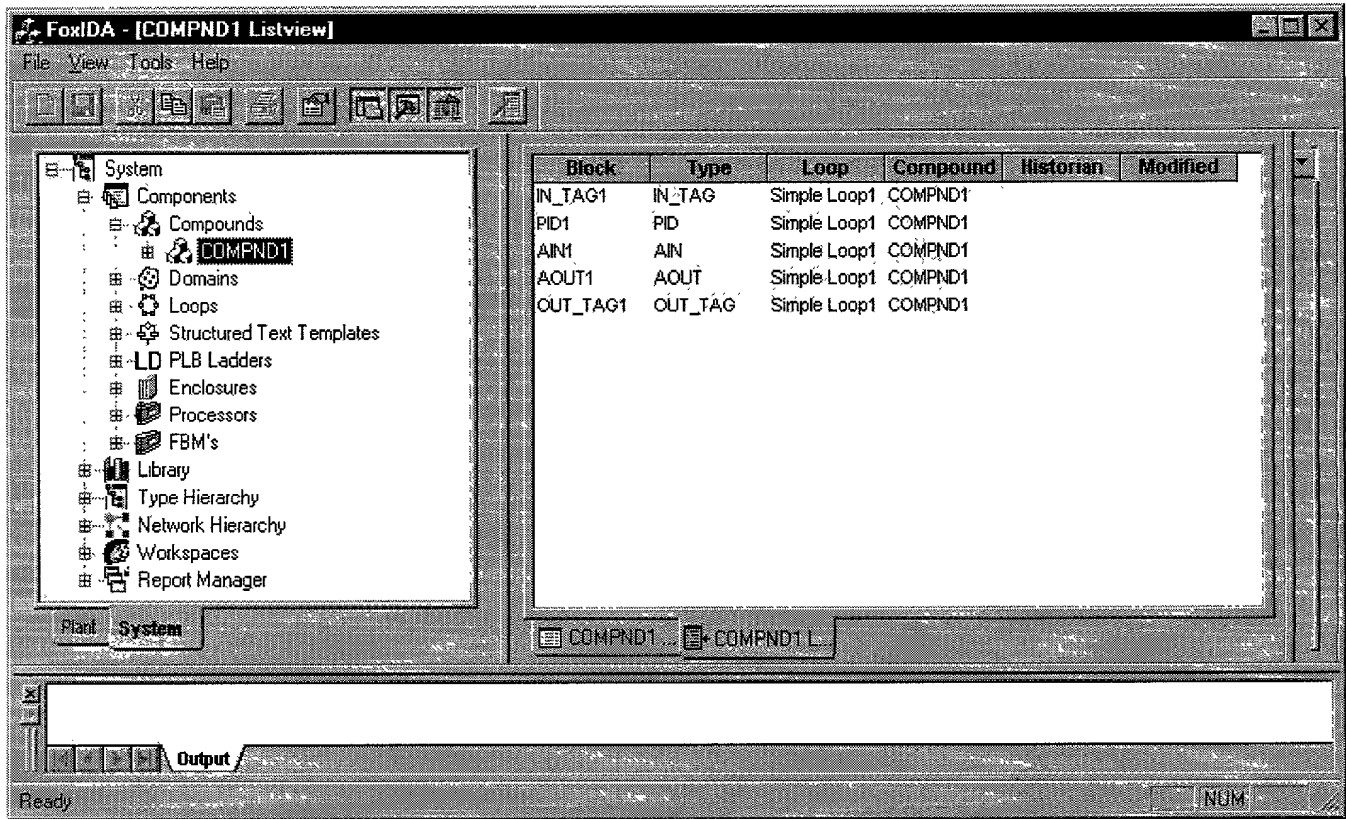 FoxIDA - [COMPND1 Listview]
File View Tools Help
System
Components
Compounds
COMPND1
Domains
Loops
Structured Text Templates
LD PLB Ladders
Enclosures
Processors
FBM's
Library
Type Hierarchy
Network Hierarchy
Workspaces
Report Manager
Plant System
Block Type Loop Compound Historian Modified
IN_TAG1 IN_TAG Simple Loop1 COMPND1
PID1 PID Simple Loop1 COMPND1
AIN1 AIN Simple Loop1 COMPND1
AOUT1 AOUT Simple Loop1 COMPND1
OUT_TAG1 OUT_TAG Simple Loop1 COMPND1
COMPND1 ... COMPND1 L...
Output
Ready NUM